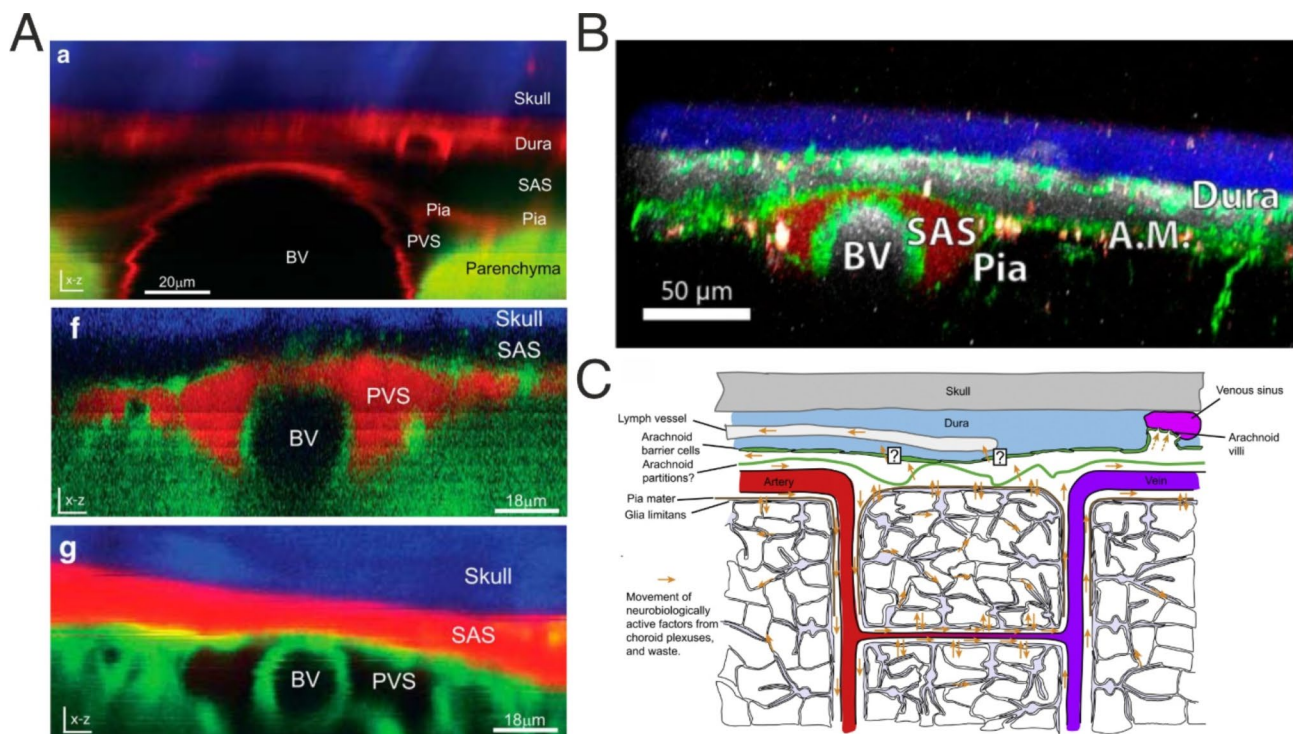 A
a
Skull
Dura
SAS
Pia
Pia
PVS
BV
Parenchyma
x-z
20μm
f
Skull
SAS
PVS
BV
x-z
18μm
g
Skull
SAS
BV
PVS
x-z
18μm
B
Dura
SAS
A.M.
BV
Pia
50 μm
C
Skull
Venous sinus
Lymph vessel
Dura
Arachnoid
barrier cells
Arachnoid
villi
?
?
Arachnoid
partitions?
Artery
Vein
Pia mater
Glia limitans
Movement of
neurobiologically
active factors from
choroid plexuses,
and waste.